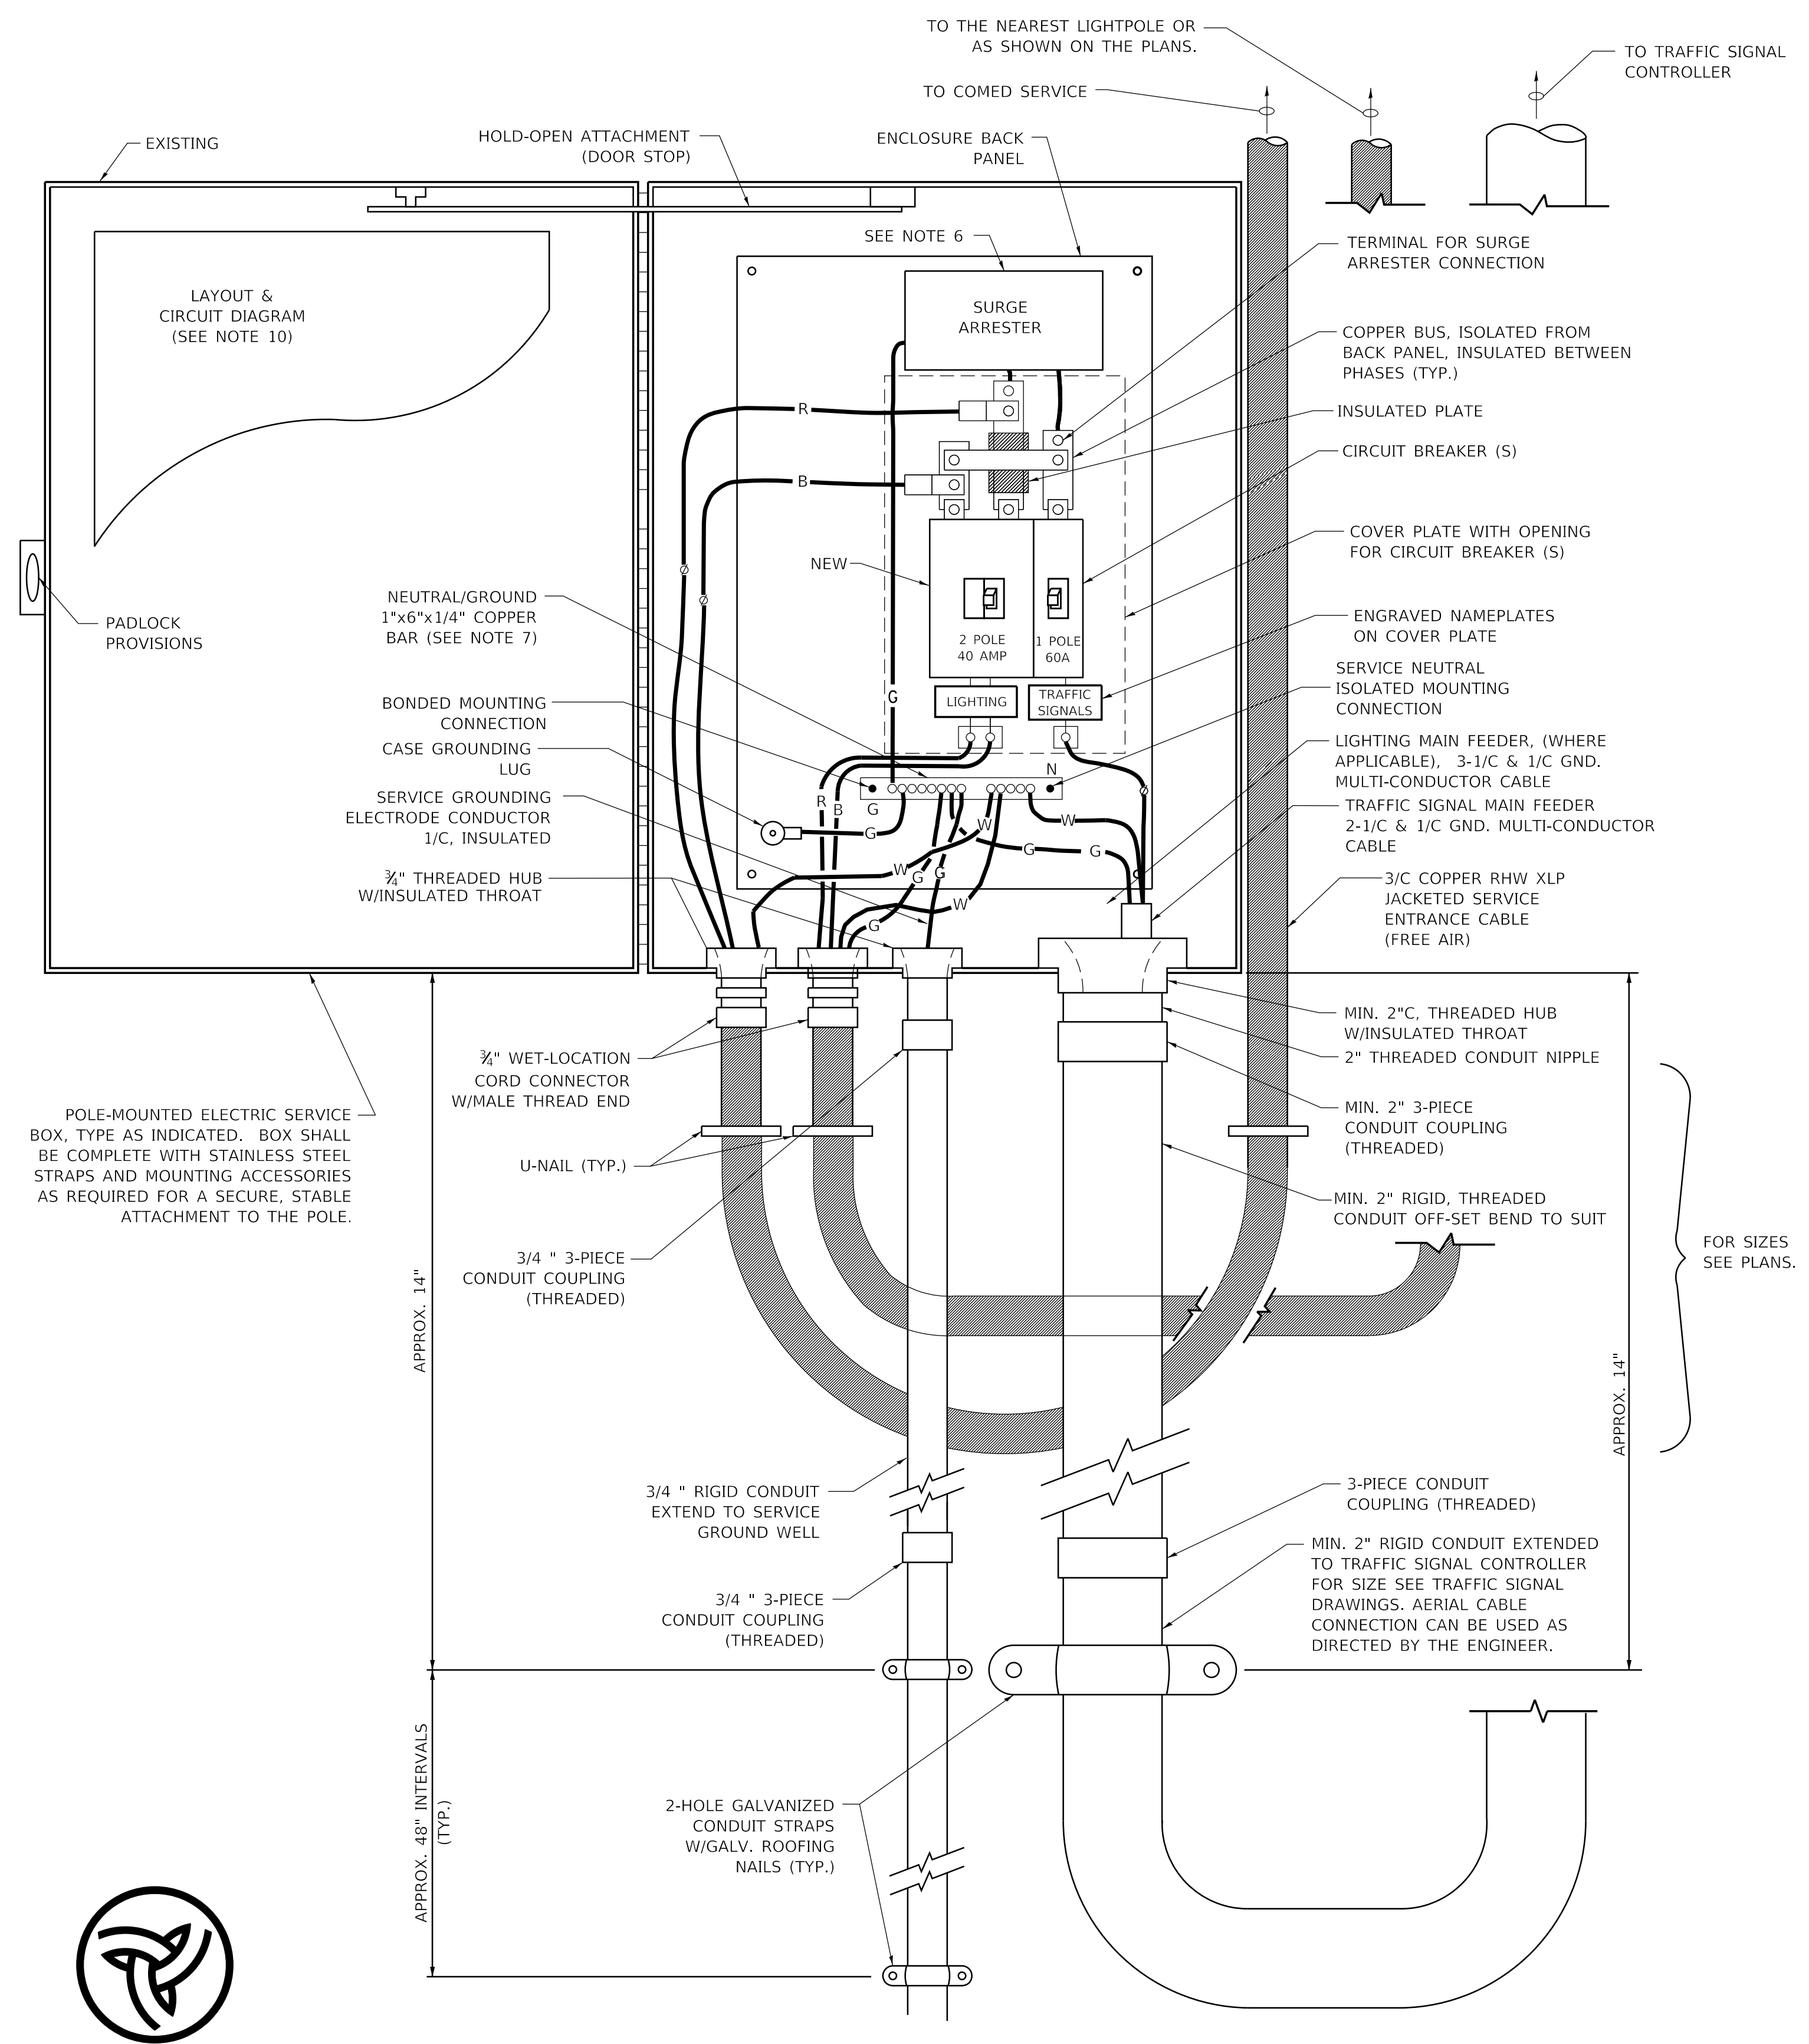 TO THE NEAREST LIGHTPOLE OR
AS SHOWN ON THE PLANS.
TO TRAFFIC SIGNAL
CONTROLLER
TO COMED SERVICE
EXISTING
HOLD-OPEN ATTACHMENT
(DOOR STOP)
ENCLOSURE BACK
PANEL
SEE NOTE 6
TERMINAL FOR SURGE
ARRESTER CONNECTION
LAYOUT &
CIRCUIT DIAGRAM
(SEE NOTE 10)
SURGE
ARRESTER
COPPER BUS, ISOLATED FROM
BACK PANEL, INSULATED BETWEEN
PHASES (TYP.)
R
INSULATED PLATE
CIRCUIT BREAKER (S)
B
COVER PLATE WITH OPENING
FOR CIRCUIT BREAKER (S)
NEW
Ø
Ø
NEUTRAL/GROUND
1"x6"x1/4" COPPER
BAR (SEE NOTE 7)
PADLOCK
PROVISIONS
2 POLE
40 AMP
1 POLE
60A
ENGRAVED NAMEPLATES
ON COVER PLATE
SERVICE NEUTRAL
ISOLATED MOUNTING
CONNECTION
G
LIGHTING
TRAFFIC
SIGNALS
BONDED MOUNTING
CONNECTION
CASE GROUNDING
LUG
LIGHTING MAIN FEEDER, (WHERE
APPLICABLE), 3-1/C & 1/C GND.
MULTI-CONDUCTOR CABLE
N
Ø
R
B
G
SERVICE GROUNDING
ELECTRODE CONDUCTOR
1/C, INSULATED
TRAFFIC SIGNAL MAIN FEEDER
2-1/C & 1/C GND. MULTI-CONDUCTOR
CABLE
G
W
W
G
G
W
G
G
W
G
¾" THREADED HUB
W/INSULATED THROAT
3/C COPPER RHW XLP
JACKETED SERVICE
ENTRANCE CABLE
(FREE AIR)
MIN. 2"C, THREADED HUB
W/INSULATED THROAT
2" THREADED CONDUIT NIPPLE
¾" WET-LOCATION
CORD CONNECTOR
W/MALE THREAD END
MIN. 2" 3-PIECE
CONDUIT COUPLING
(THREADED)
POLE-MOUNTED ELECTRIC SERVICE
BOX, TYPE AS INDICATED. BOX SHALL
BE COMPLETE WITH STAINLESS STEEL
STRAPS AND MOUNTING ACCESSORIES
AS REQUIRED FOR A SECURE, STABLE
ATTACHMENT TO THE POLE.
U-NAIL (TYP.)
MIN. 2" RIGID, THREADED
CONDUIT OFF-SET BEND TO SUIT
FOR SIZES
SEE PLANS.
3/4 " 3-PIECE
CONDUIT COUPLING
(THREADED)
APPROX. 14"
APPROX. 14"
3/4 " RIGID CONDUIT
EXTEND TO SERVICE
GROUND WELL
3-PIECE CONDUIT
COUPLING (THREADED)
MIN. 2" RIGID CONDUIT EXTENDED
TO TRAFFIC SIGNAL CONTROLLER
FOR SIZE SEE TRAFFIC SIGNAL
DRAWINGS. AERIAL CABLE
CONNECTION CAN BE USED AS
DIRECTED BY THE ENGINEER.
3/4 " 3-PIECE
CONDUIT COUPLING
(THREADED)
APPROX. 48" INTERVALS
(TYP.)
2-HOLE GALVANIZED
CONDUIT STRAPS
W/GALV. ROOFING
NAILS (TYP.)